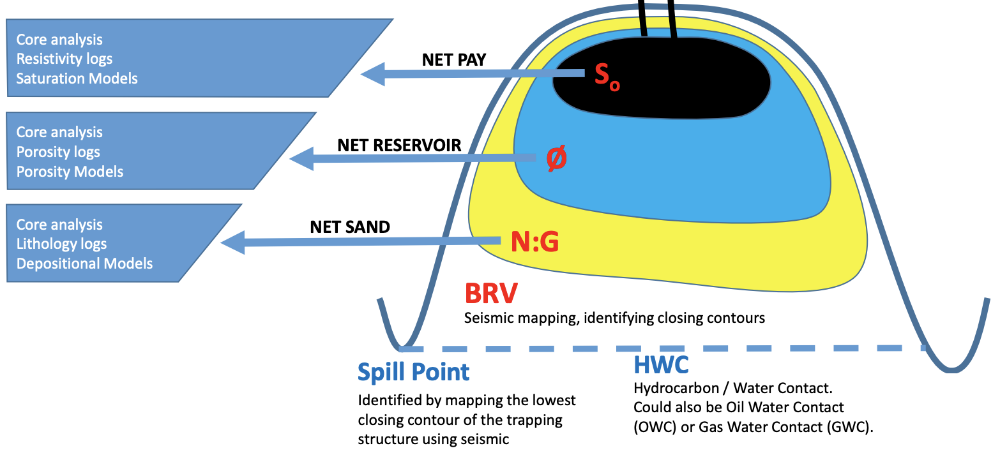 Core analysis
Resistivity logs
Saturation Models
NET PAY
So
Core analysis
Porosity logs
Porosity Models
NET RESERVOIR
Ø
Core analysis
Lithology logs
Depositional Models
NET SAND
N:G
BRV
Seismic mapping, identifying closing contours
Spill Point
Identified by mapping the lowest
closing contour of the trapping
structure using seismic
HWC
Hydrocarbon / Water Contact.
Could also be Oil Water Contact
(OWC) or Gas Water Contact (GWC).